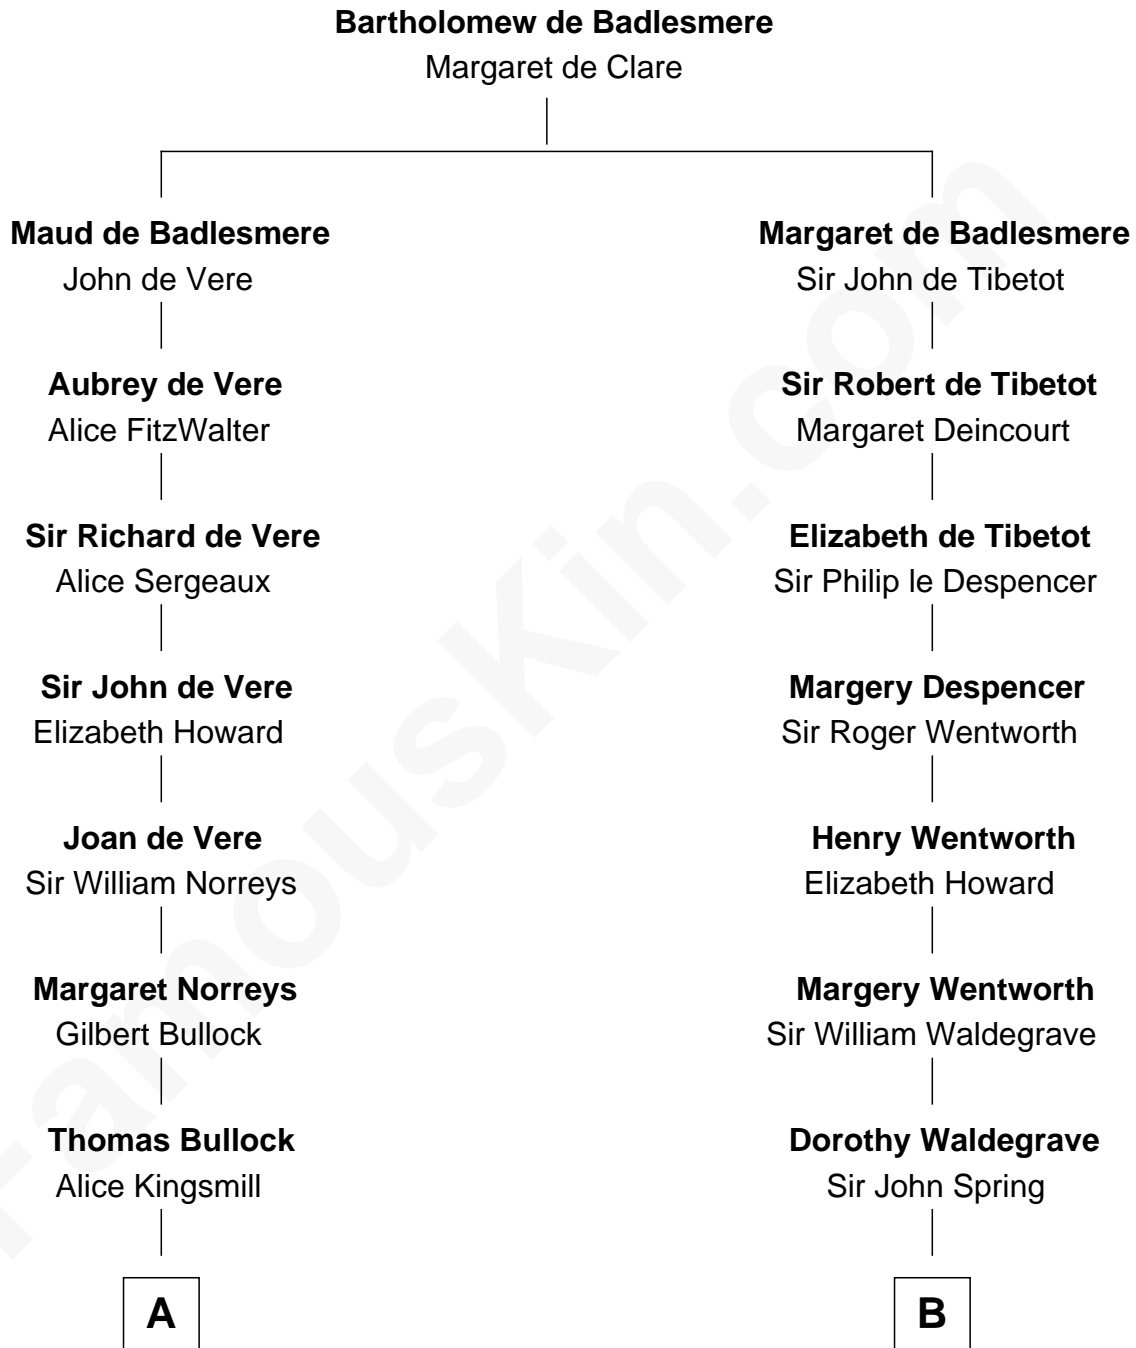 Bartholomew de Badlesmere
Margaret de Clare
Maud de Badlesmere
John de Vere
Margaret de Badlesmere
Sir John de Tibetot
Aubrey de Vere
Alice FitzWalter
Sir Robert de Tibetot
Margaret Deincourt
Sir Richard de Vere
Alice Sergeaux
Elizabeth de Tibetot
Sir Philip le Despencer
Sir John de Vere
Elizabeth Howard
Margery Despencer
Sir Roger Wentworth
Joan de Vere
Sir William Norreys
Henry Wentworth
Elizabeth Howard
Margaret Norreys
Gilbert Bullock
Margery Wentworth
Sir William Waldegrave
Thomas Bullock
Alice Kingsmill
Dorothy Waldegrave
Sir John Spring
A
B
FamousKin.com